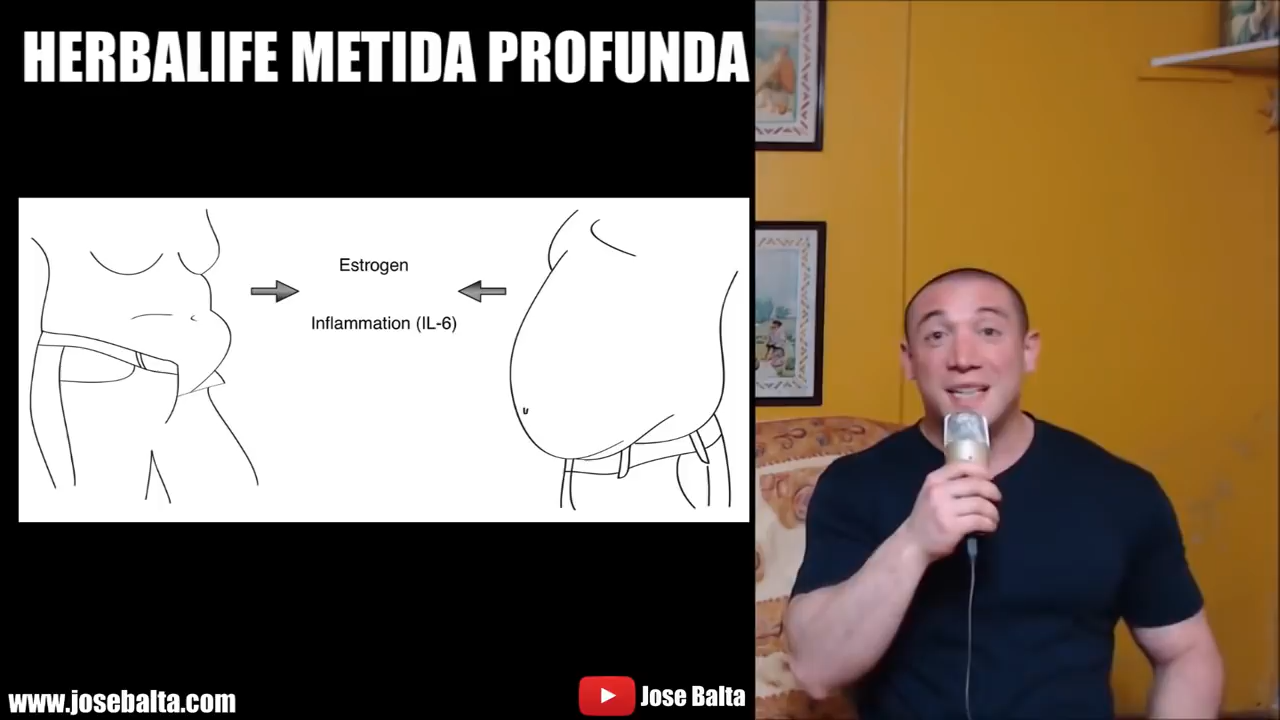 HERBALIFE METIDA PROFUNDA
Estrogen
Inflammation (IL-6)
www.josebalta.com
Jose Balta